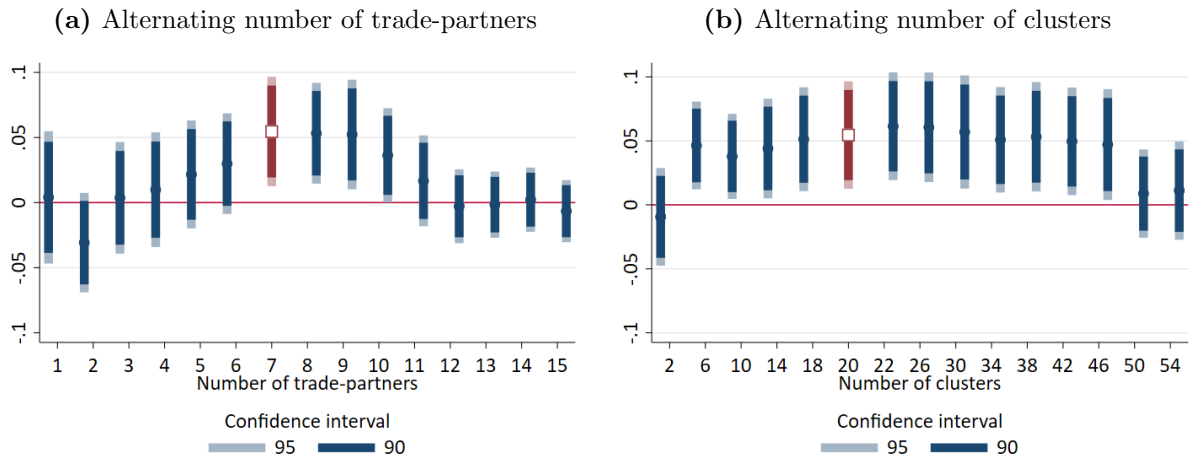 (a) Alternating number of trade-partners
.1
.05
0
-.05
-.1
1 2 3 4 5 6 7 8 9 10 11 12 13 14 15
Number of trade-partners
Confidence interval
95 90
(b) Alternating number of clusters
.1
.05
0
-.05
-.1
2 6 10 14 18 20 22 26 30 34 38 42 46 50 54
Number of clusters
Confidence interval
95 90